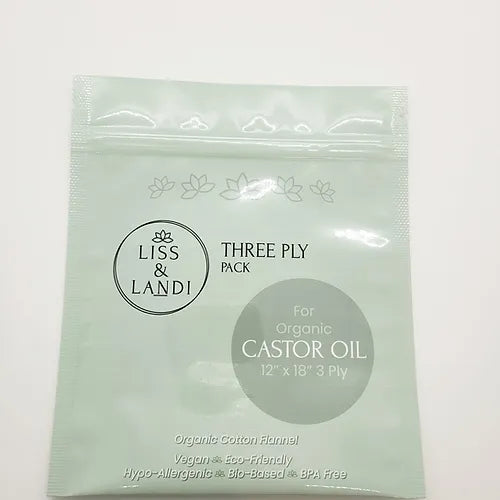 LISS
&
LANDI
THREE PLY
PACK
For
Organic
CASTOR OIL
12" x 18" 3 Ply
Organic Cotton Flannel
Vegan Eco-Friendly
Hypo-Allergenic Bio-Based BPA Free